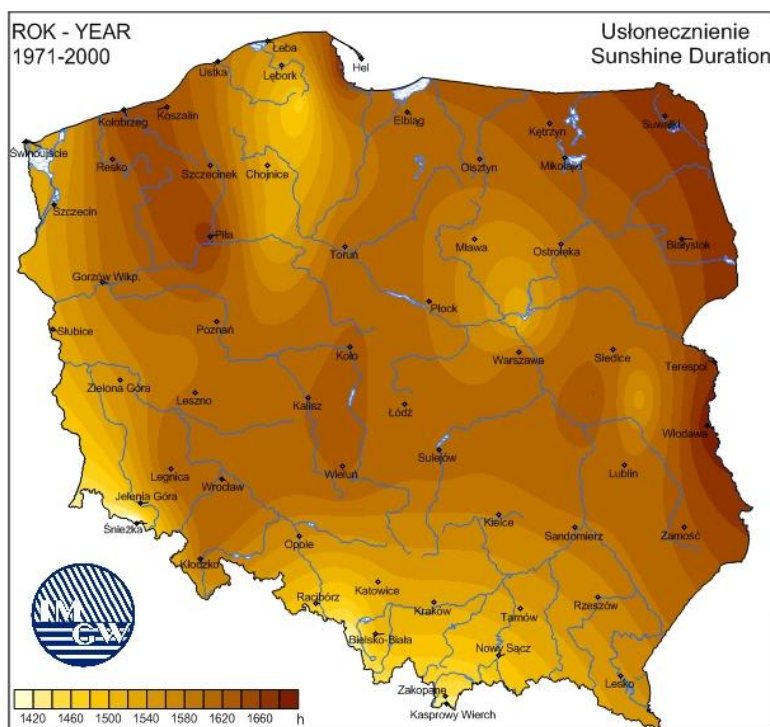 ROK - YEAR
1971-2000
Usłonecznienie
Sunshine Duration
Łeba
Ustka
Lębork
Hel
Koszalin
Kołobrzeg
Elbląg
Kętrzyn
Suwałki
Świnoujście
Resko
Szczecinek
Chojnice
Olsztyn
Mikołajki
Szczecin
Piła
Toruń
Mława
Ostrołęka
Białystok
Gorzów Wlkp.
Płock
Słubice
Poznań
Koło
Warszawa
Siedlce
Terespol
Zielona Góra
Leszno
Kalisz
Łódź
Włodawa
Sulejów
Legnica
Wrocław
Wieluń
Lublin
Jelenia Góra
Śnieżka
Opole
Kielce
Sandomierz
Zamość
Kłodzko
Racibórz
Katowice
Kraków
Tarnów
Rzeszów
Bielsko-Biała
Nowy Sącz
Lesko
Zakopane
Kasprowy Wierch
IM
GW
1420 1460 1500 1540 1580 1620 1660 h